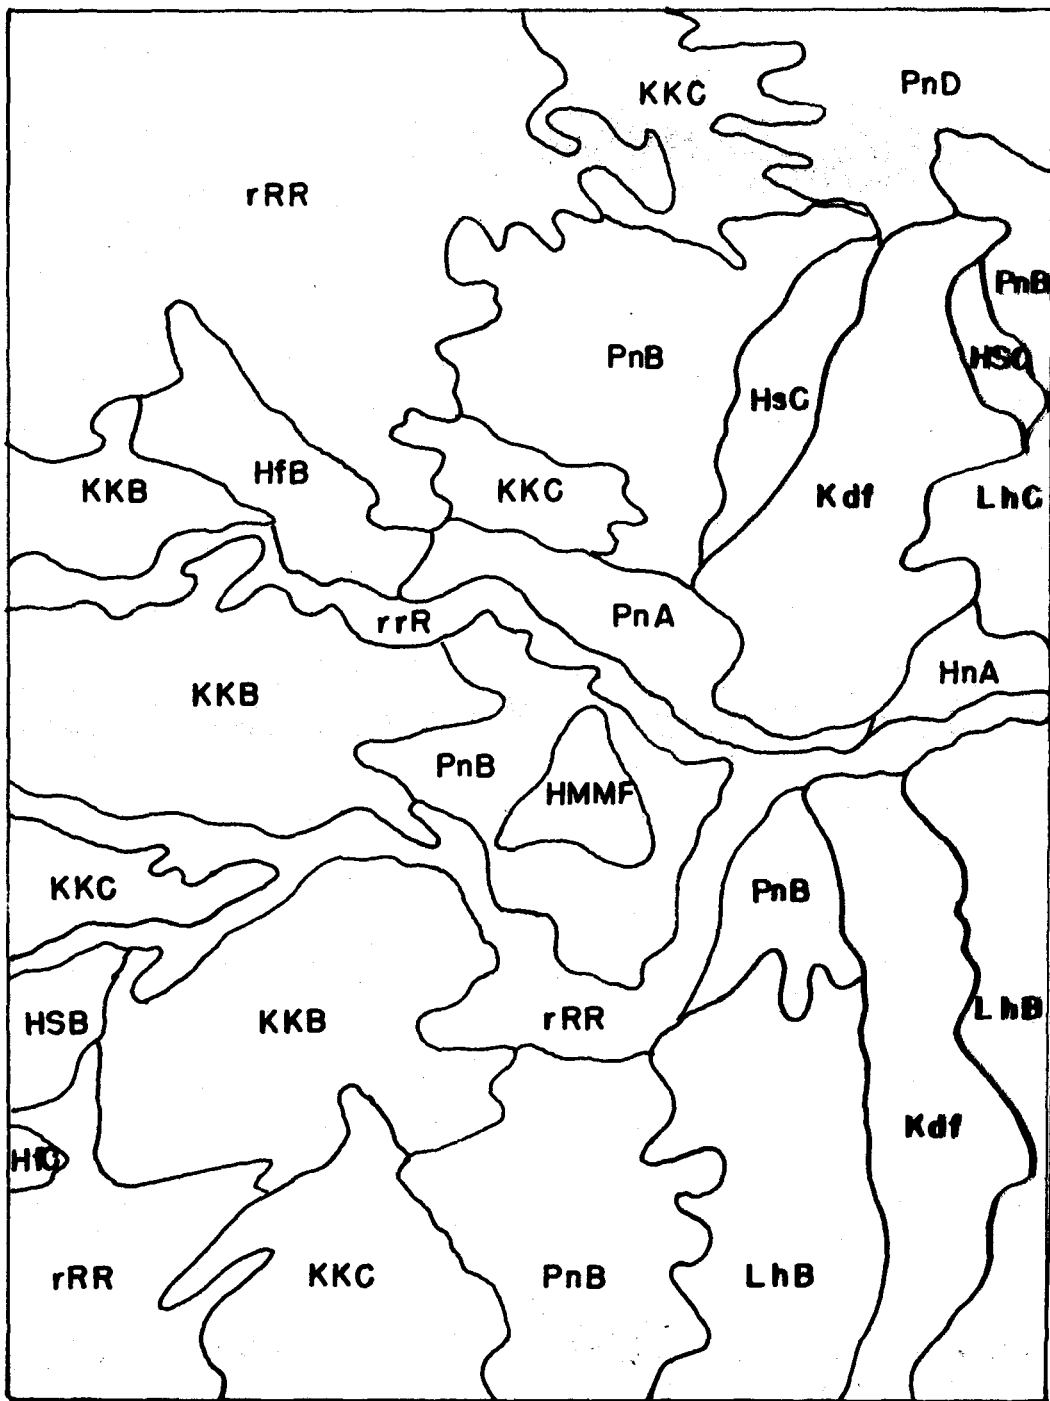 PnD
KKC
rRR
PnB
PnB
HSC
HsC
HfB
KKB
KKC
Kdf
LhC
rrR
PnA
HnA
KKB
PnB
HMMF
KKC
PnB
HSB
KKB
rRR
LhB
Kdf
HfC
rRR
KKC
PnB
LhB